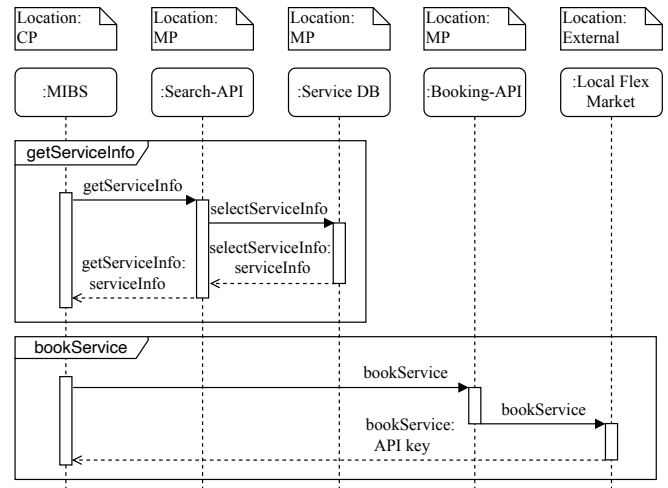 Location:
CP
Location:
MP
Location:
MP
Location:
MP
Location:
External
:MIBS
:Search-API
:Service DB
:Booking-API
:Local Flex
Market
getServiceInfo
getServiceInfo
selectServiceInfo
selectServiceInfo:
serviceInfo
getServiceInfo:
serviceInfo
bookService
bookService
bookService
bookService:
API key